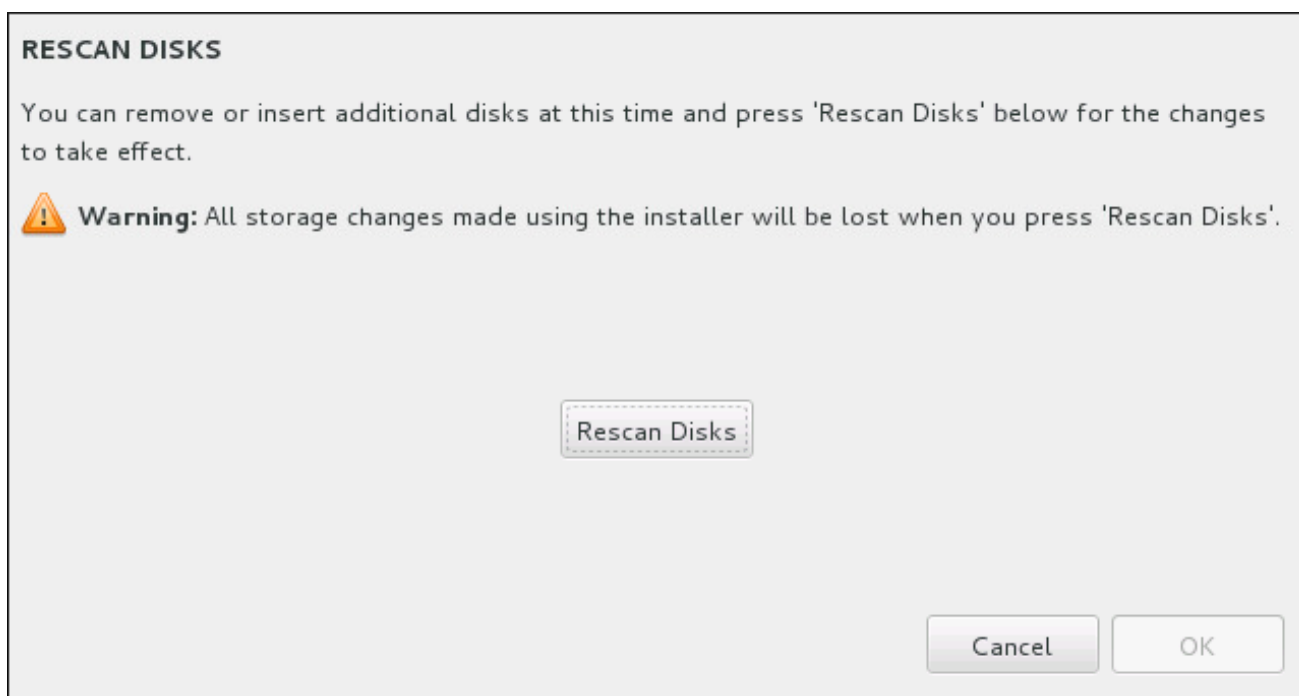 RESCAN DISKS
You can remove or insert additional disks at this time and press 'Rescan Disks' below for the changes
to take effect.
Warning: All storage changes made using the installer will be lost when you press 'Rescan Disks'.
Rescan Disks
Cancel
OK